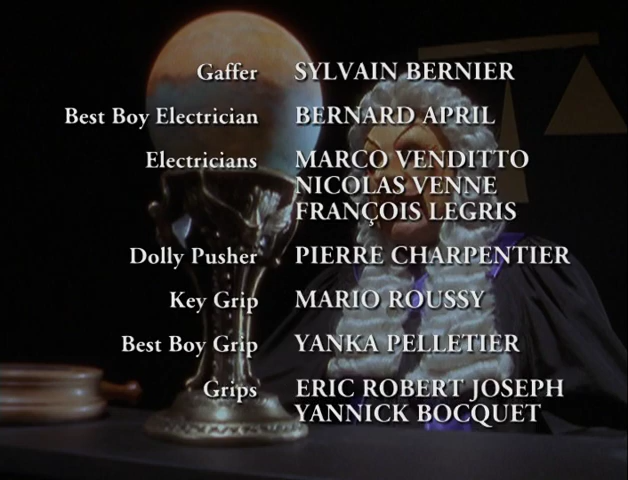 Gaffer SYLVAIN BERNIER
Best Boy Electrician BERNARD APRIL
Electricians MARCO VENDITTO
NICOLAS VENNE
FRANÇOIS LEGRIS
Dolly Pusher PIERRE CHARPENTIER
Key Grip MARIO ROUSSY
Best Boy Grip YANKA PELLETIER
Grips ERIC ROBERT JOSEPH
YANNICK BOCQUET